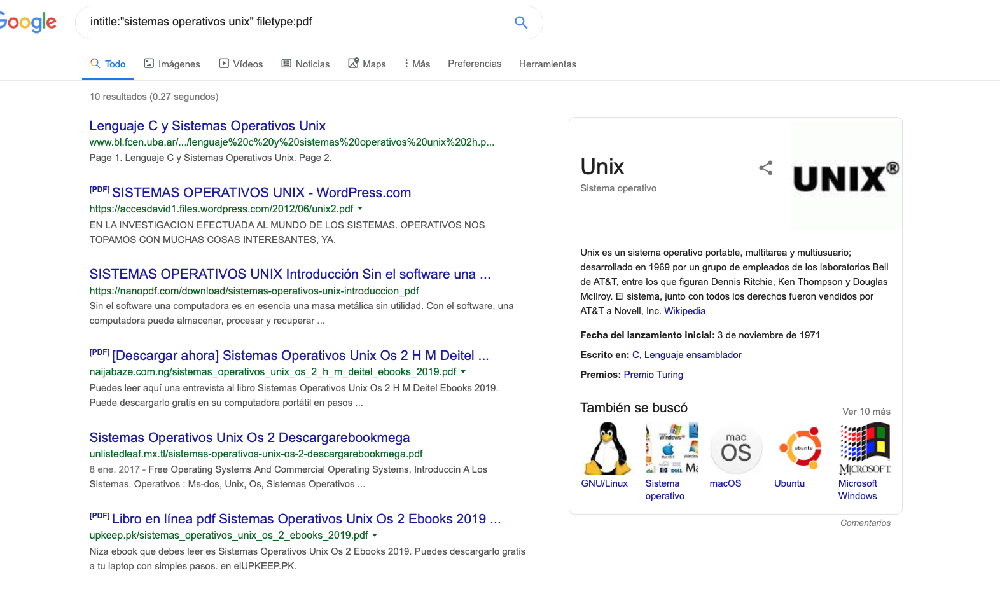 Google
intitle:"sistemas operativos unix" filetype:pdf
Todo Imágenes Vídeos Noticias Maps Más Preferencias Herramientas
10 resultados (0.27 segundos)
Lenguaje C y Sistemas Operativos Unix
www.bl.fcen.uba.ar/.../lenguaje%20c%20y%20sistemas%20operativos%20unix%202h.p...
Page 1. Lenguaje C y Sistemas Operativos Unix. Page 2.
[PDF] SISTEMAS OPERATIVOS UNIX - WordPress.com
https://accesdavid1.files.wordpress.com/2012/06/unix2.pdf
EN LA INVESTIGACION EFECTUADA AL MUNDO DE LOS SISTEMAS. OPERATIVOS NOS
TOPAMOS CON MUCHAS COSAS INTERESANTES, YA.
SISTEMAS OPERATIVOS UNIX Introducción Sin el software una ...
https://nanopdf.com/download/sistemas-operativos-unix-introduccion_pdf
Sin el software una computadora es en esencia una masa metálica sin utilidad. Con el software, una
computadora puede almacenar, procesar y recuperar ...
[PDF] [Descargar ahora] Sistemas Operativos Unix Os 2 H M Deitel ...
naijabaze.com.ng/sistemas_operativos_unix_os_2_h_m_deitel_ebooks_2019.pdf
Puedes leer aquí una entrevista al libro Sistemas Operativos Unix Os 2 H M Deitel Ebooks 2019.
Puede descargarlo gratis en su computadora portátil en pasos ...
Sistemas Operativos Unix Os 2 Descargarebookmega
unlistedleaf.mx.tl/sistemas-operativos-unix-os-2-descargarebookmega.pdf
8 ene. 2017 - Free Operating Systems And Commercial Operating Systems, Introduccin A Los
Sistemas. Operativos : Ms-dos, Unix, Os, Sistemas Operativos ...
[PDF] Libro en línea pdf Sistemas Operativos Unix Os 2 Ebooks 2019 ...
upkeep.pk/sistemas_operativos_unix_os_2_ebooks_2019.pdf
Niza ebook que debes leer es Sistemas Operativos Unix Os 2 Ebooks 2019. Puedes descargarlo gratis
a tu laptop con simples pasos. en elUPKEEP.PK.
Unix
Sistema operativo
UNIX®
Unix es un sistema operativo portable, multitarea y multiusuario;
desarrollado en 1969 por un grupo de empleados de los laboratorios Bell
de AT&T, entre los que figuran Dennis Ritchie, Ken Thompson y Douglas
McIlroy. El sistema, junto con todos los derechos fueron vendidos por
AT&T a Novell, Inc. Wikipedia
Fecha del lanzamiento inicial: 3 de noviembre de 1971
Escrito en: C, Lenguaje ensamblador
Premios: Premio Turing
También se buscó
Ver 10 más
Windows
Mac OS X
Window
DELL
Ma
mac
OS
ubuntu
MICROSOFT.
GNU/Linux
Sistema
operativo
macOS
Ubuntu
Microsoft
Windows
Comentarios